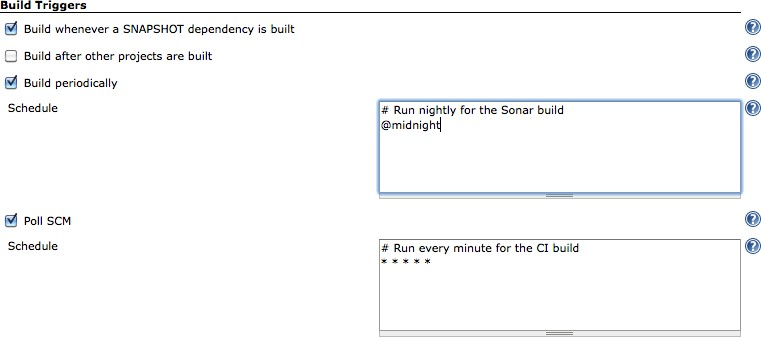 Build Triggers
Build whenever a SNAPSHOT dependency is built
Build after other projects are built
Build periodically
Schedule
# Run nightly for the Sonar build
@midnight
Poll SCM
Schedule
# Run every minute for the CI build
* * * * *